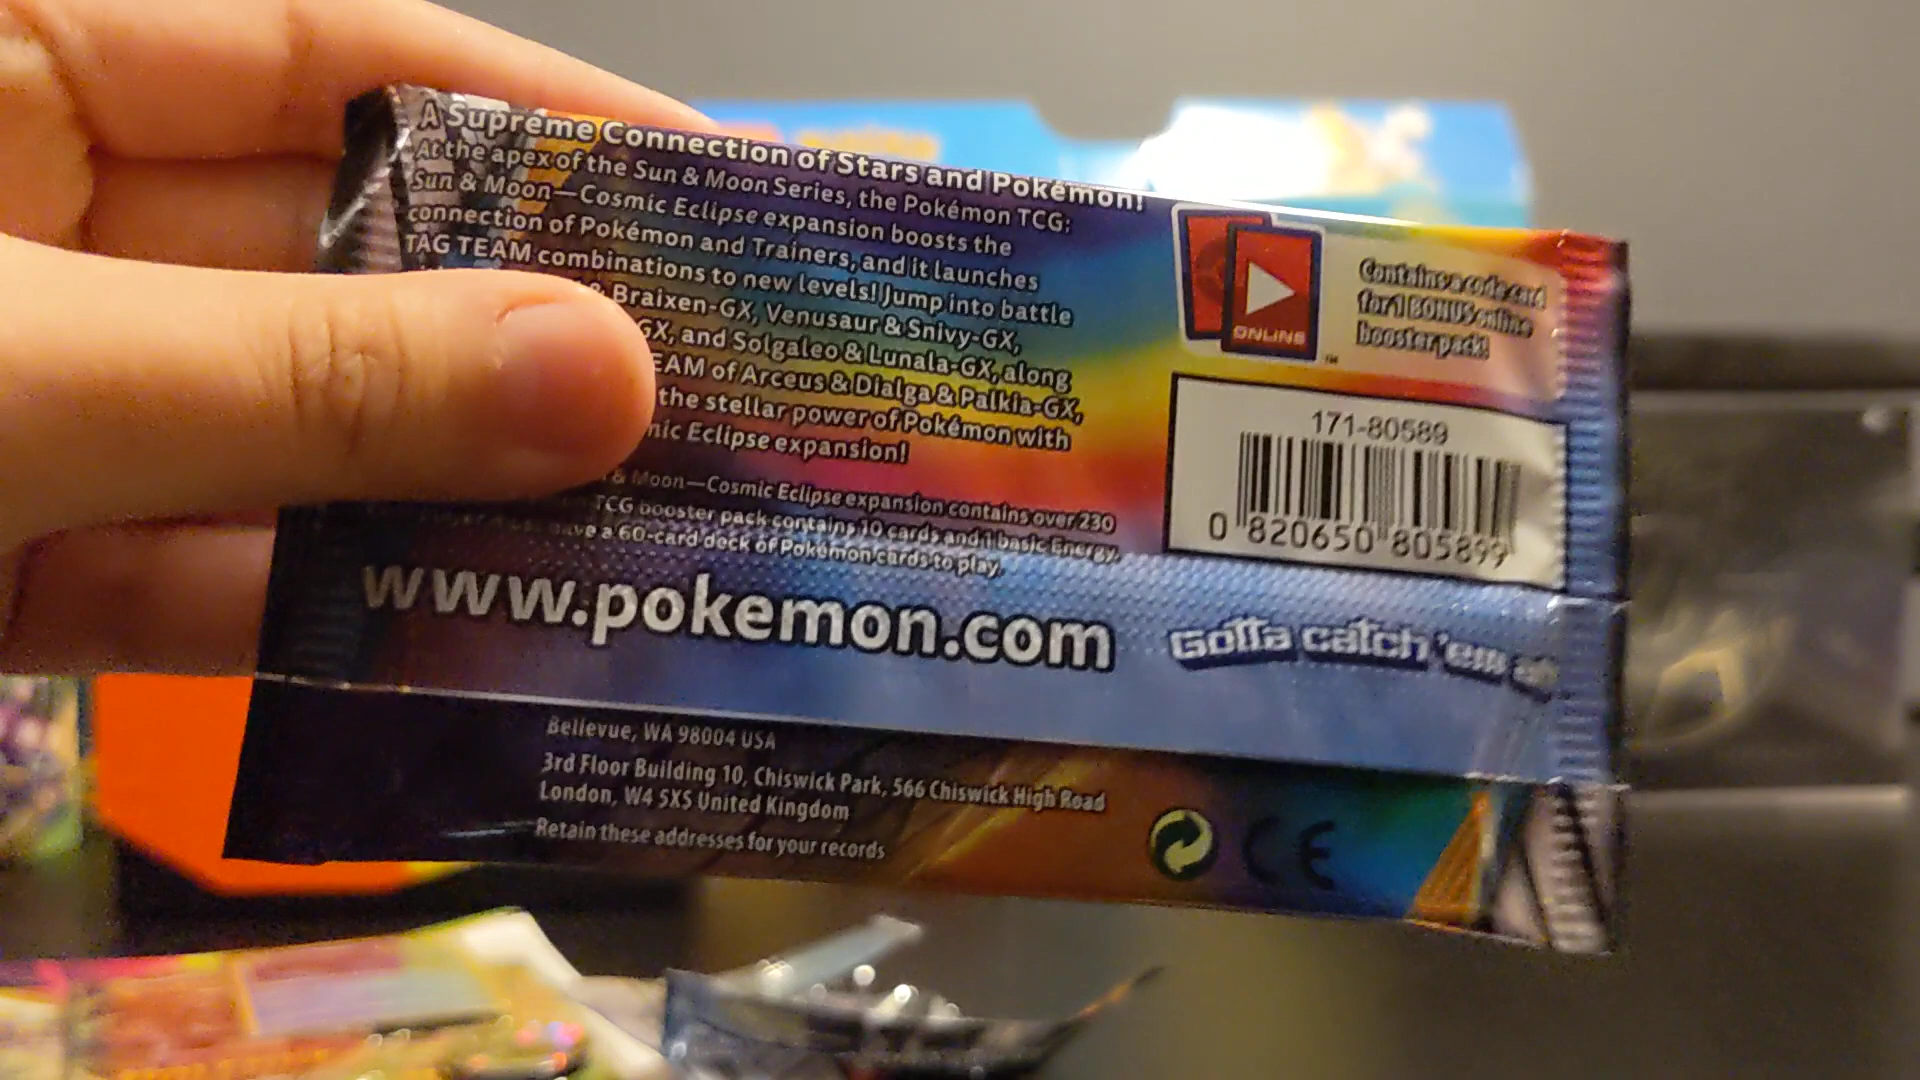 A Supreme Connection of Stars and Pokémon!
At the apex of the Sun & Moon Series, the Pokémon TCG:
Sun & Moon—Cosmic Eclipse expansion boosts the
connection of Pokémon and Trainers, and it launches
TAG TEAM combinations to new levels! Jump into battle
& Braixen-GX, Venusaur & Snivy-GX,
GX, and Solgaleo & Lunala-GX, along
of Arceus & Dialga & Palkia-GX,
the stellar power of Pokémon with
Eclipse expansion!
& Moon—Cosmic Eclipse expansion contains over 230
TCG booster pack contains 10 cards and 1 basic Energy.
a 60-card deck of Pokémon cards to play.
ONLINE
™
Contains a code card
for 1 BONUS online
booster pack!
171-80589
0 820650 805899
www.pokemon.com
Gotta catch 'em
Bellevue, WA 98004 USA
3rd Floor Building 10, Chiswick Park, 566 Chiswick High Road
London, W4 5XS United Kingdom
Retain these addresses for your records
CE